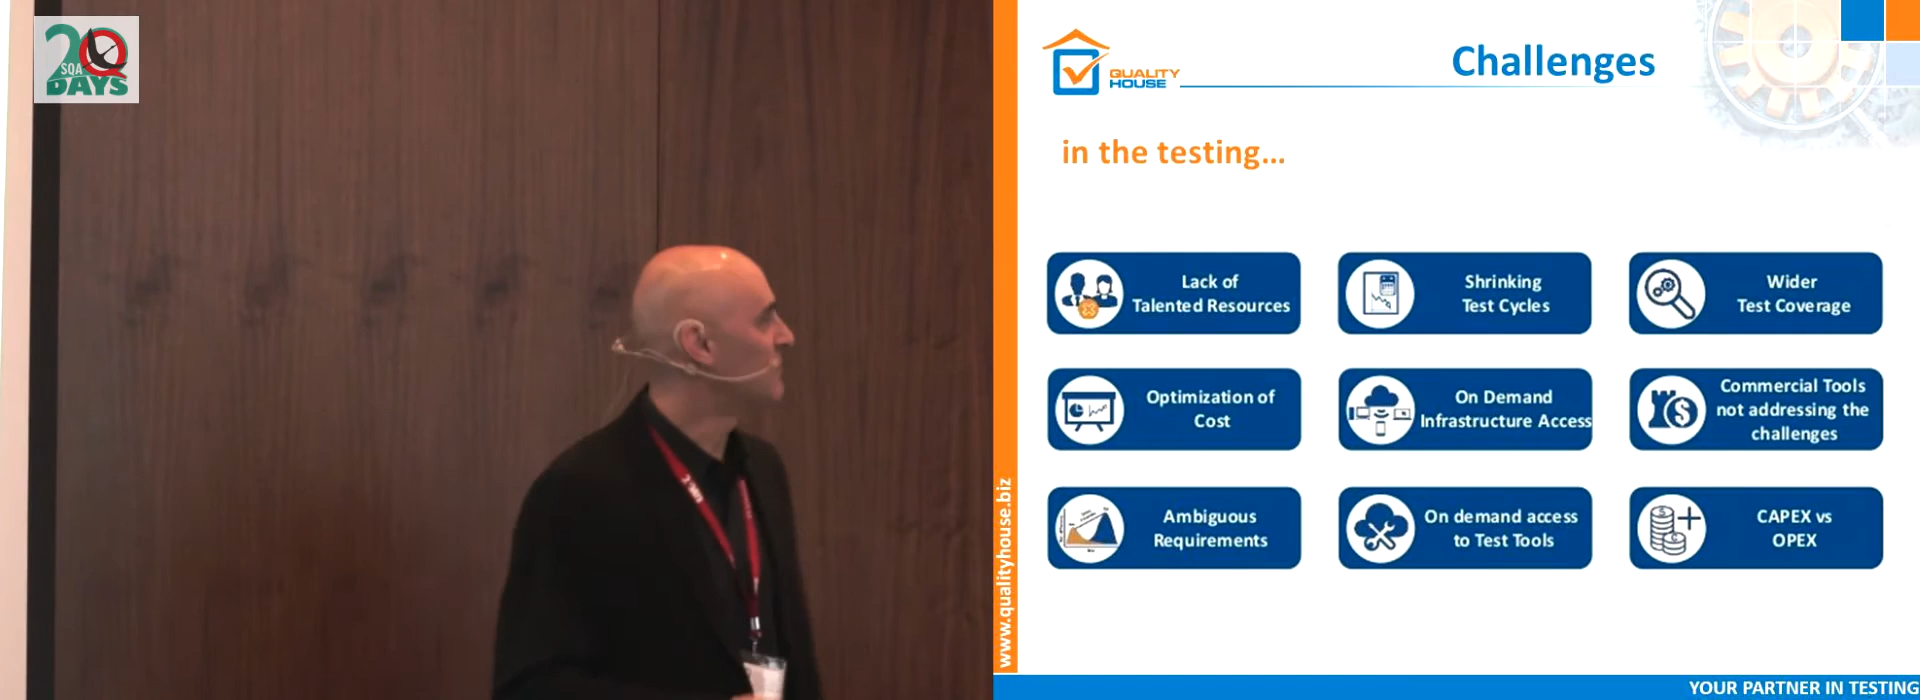 20
SQA
DAYS
QUALITY
HOUSE
Challenges
in the testing...
Lack of
Talented Resources
Shrinking
Test Cycles
Wider
Test Coverage
Optimization of
Cost
On Demand
Infrastructure Access
Commercial Tools
not addressing the
challenges
Ambiguous
Requirements
On demand access
to Test Tools
CAPEX vs
OPEX
www.qualityhouse.biz
YOUR PARTNER IN TESTING